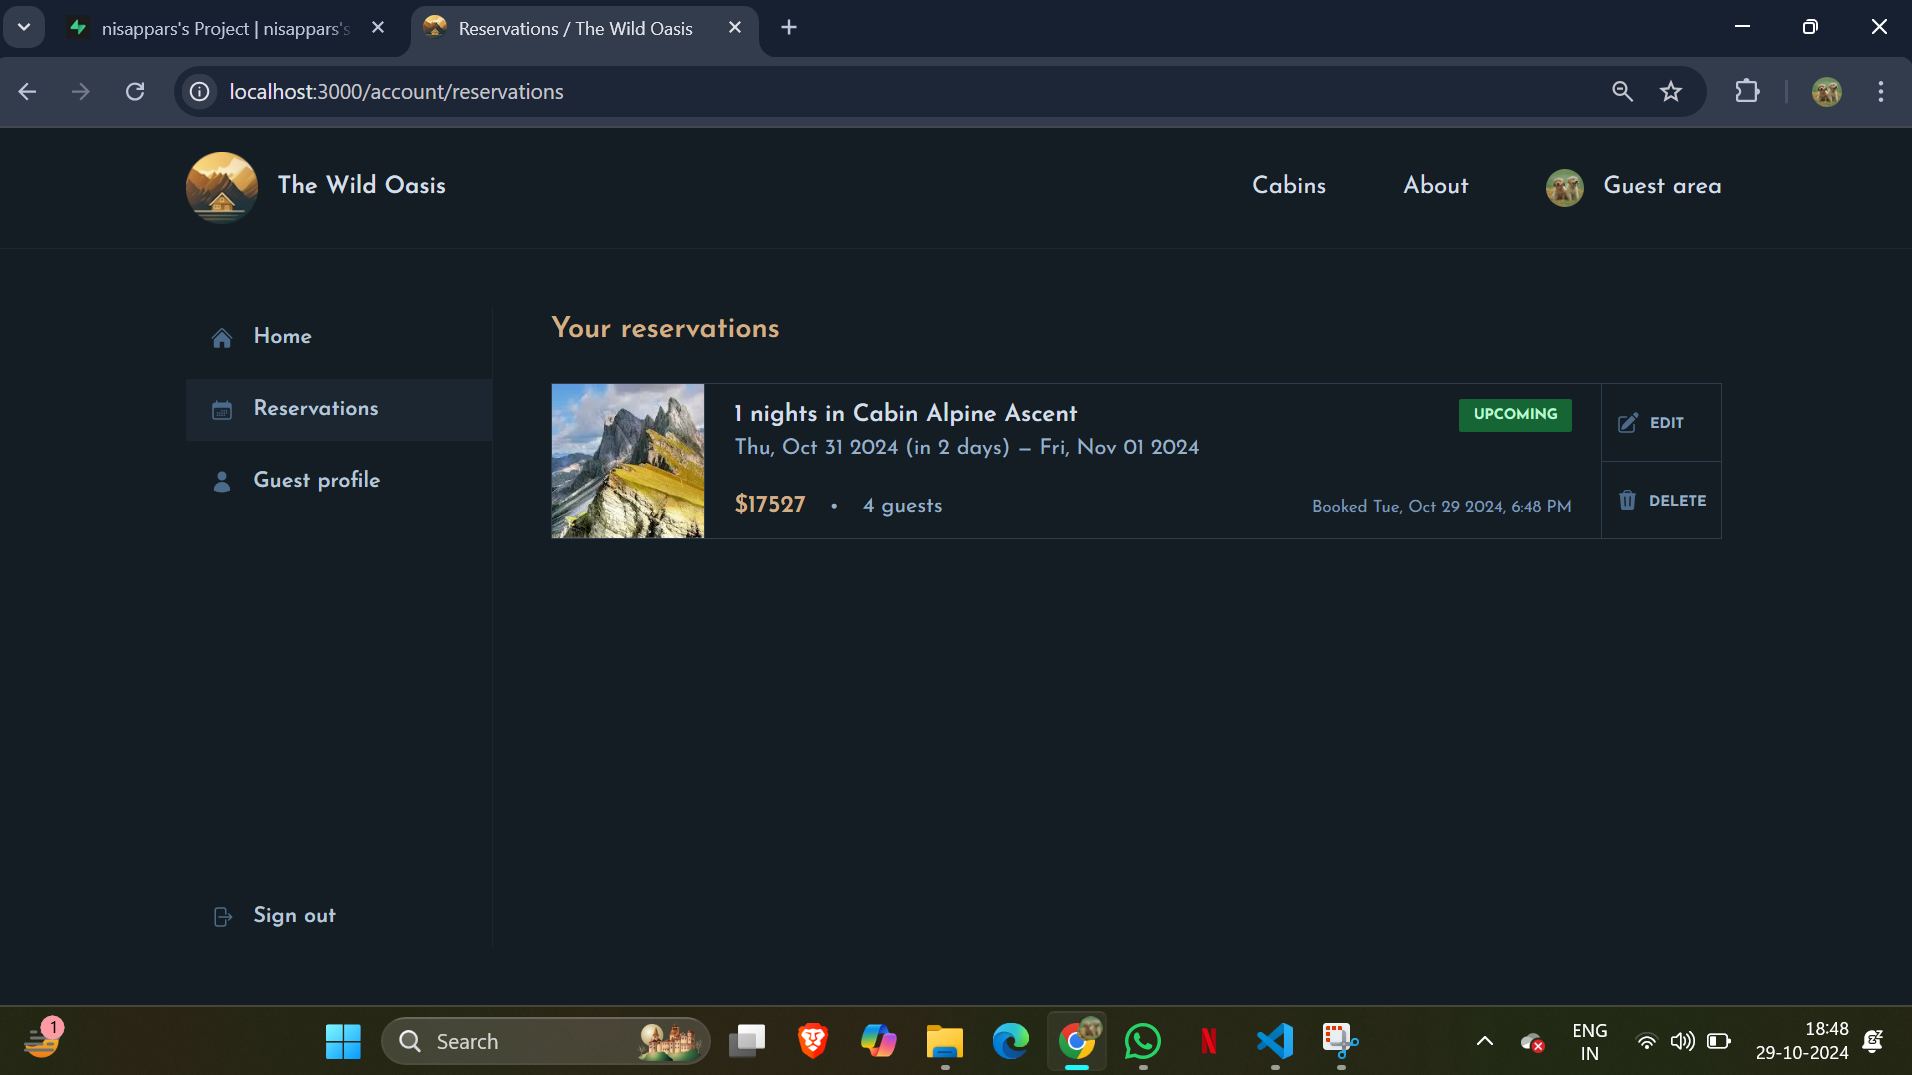 nisappars's Project | nisappars's
Reservations / The Wild Oasis
localhost:3000/account/reservations
The Wild Oasis
Cabins
About
Guest area
Home
Reservations
Guest profile
Sign out
Your reservations
1 nights in Cabin Alpine Ascent
UPCOMING
Thu, Oct 31 2024 (in 2 days) – Fri, Nov 01 2024
$17527 • 4 guests
Booked Tue, Oct 29 2024, 6:48 PM
EDIT
DELETE
1
Search
N
ENG
IN
18:48
29-10-2024